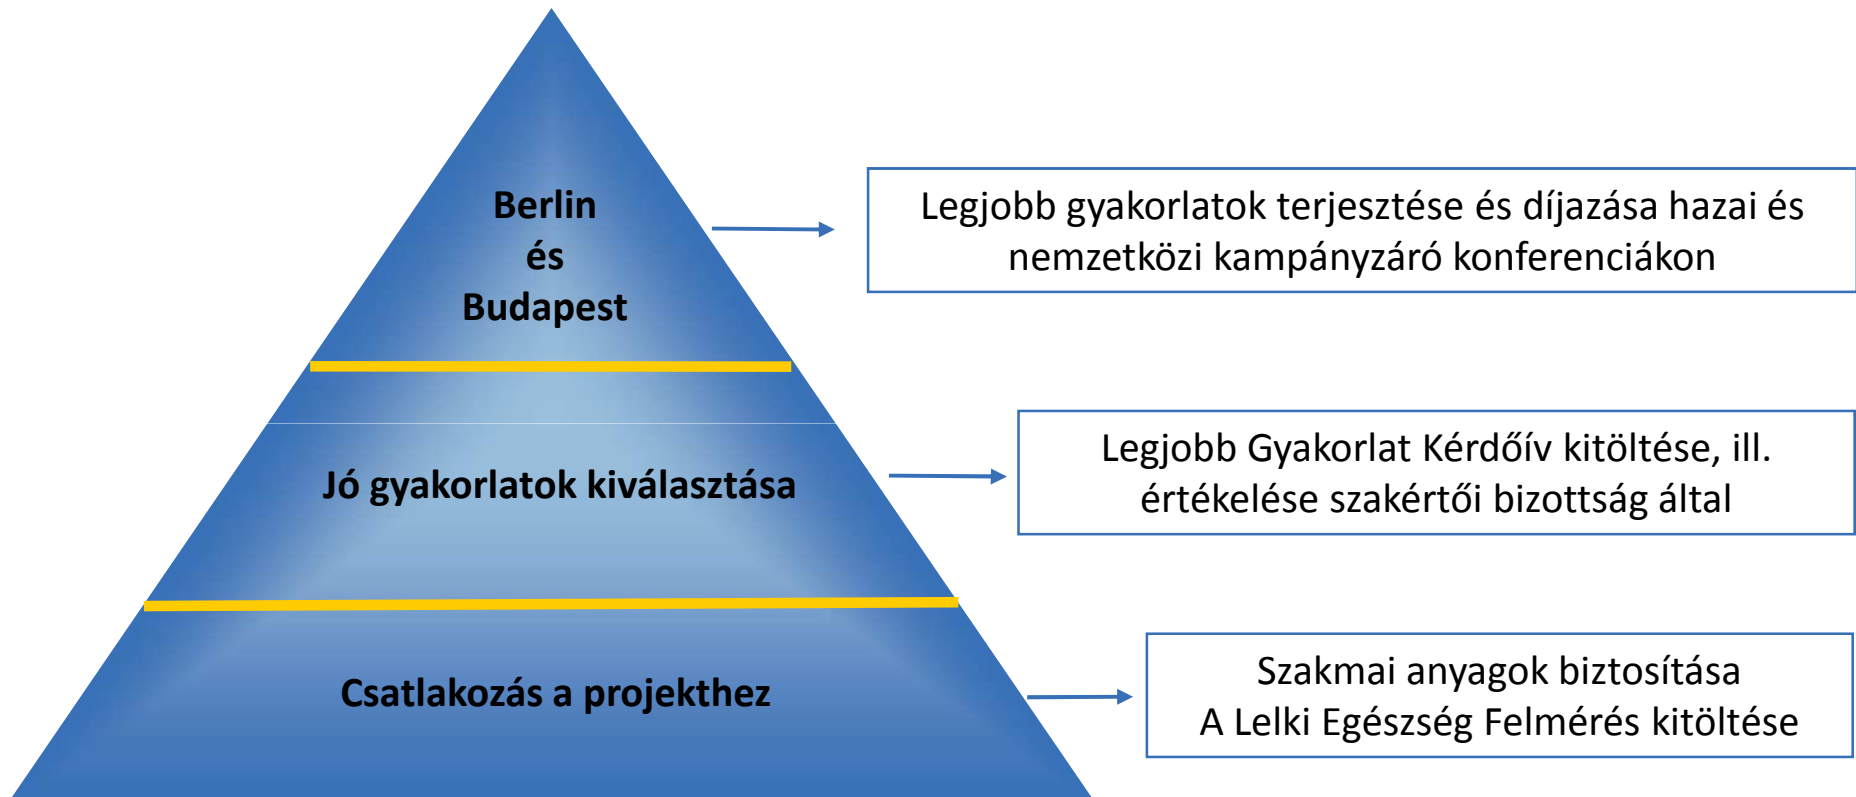 Berlin
és
Budapest
Legjobb gyakorlatok terjesztése és díjazása hazai és
nemzetközi kampányzáró konferenciákon
Jó gyakorlatok kiválasztása
Legjobb Gyakorlat Kérdőív kitöltése, ill.
értékelése szakértői bizottság által
Csatlakozás a projekthez
Szakmai anyagok biztosítása
A Lelki Egészség Felmérés kitöltése